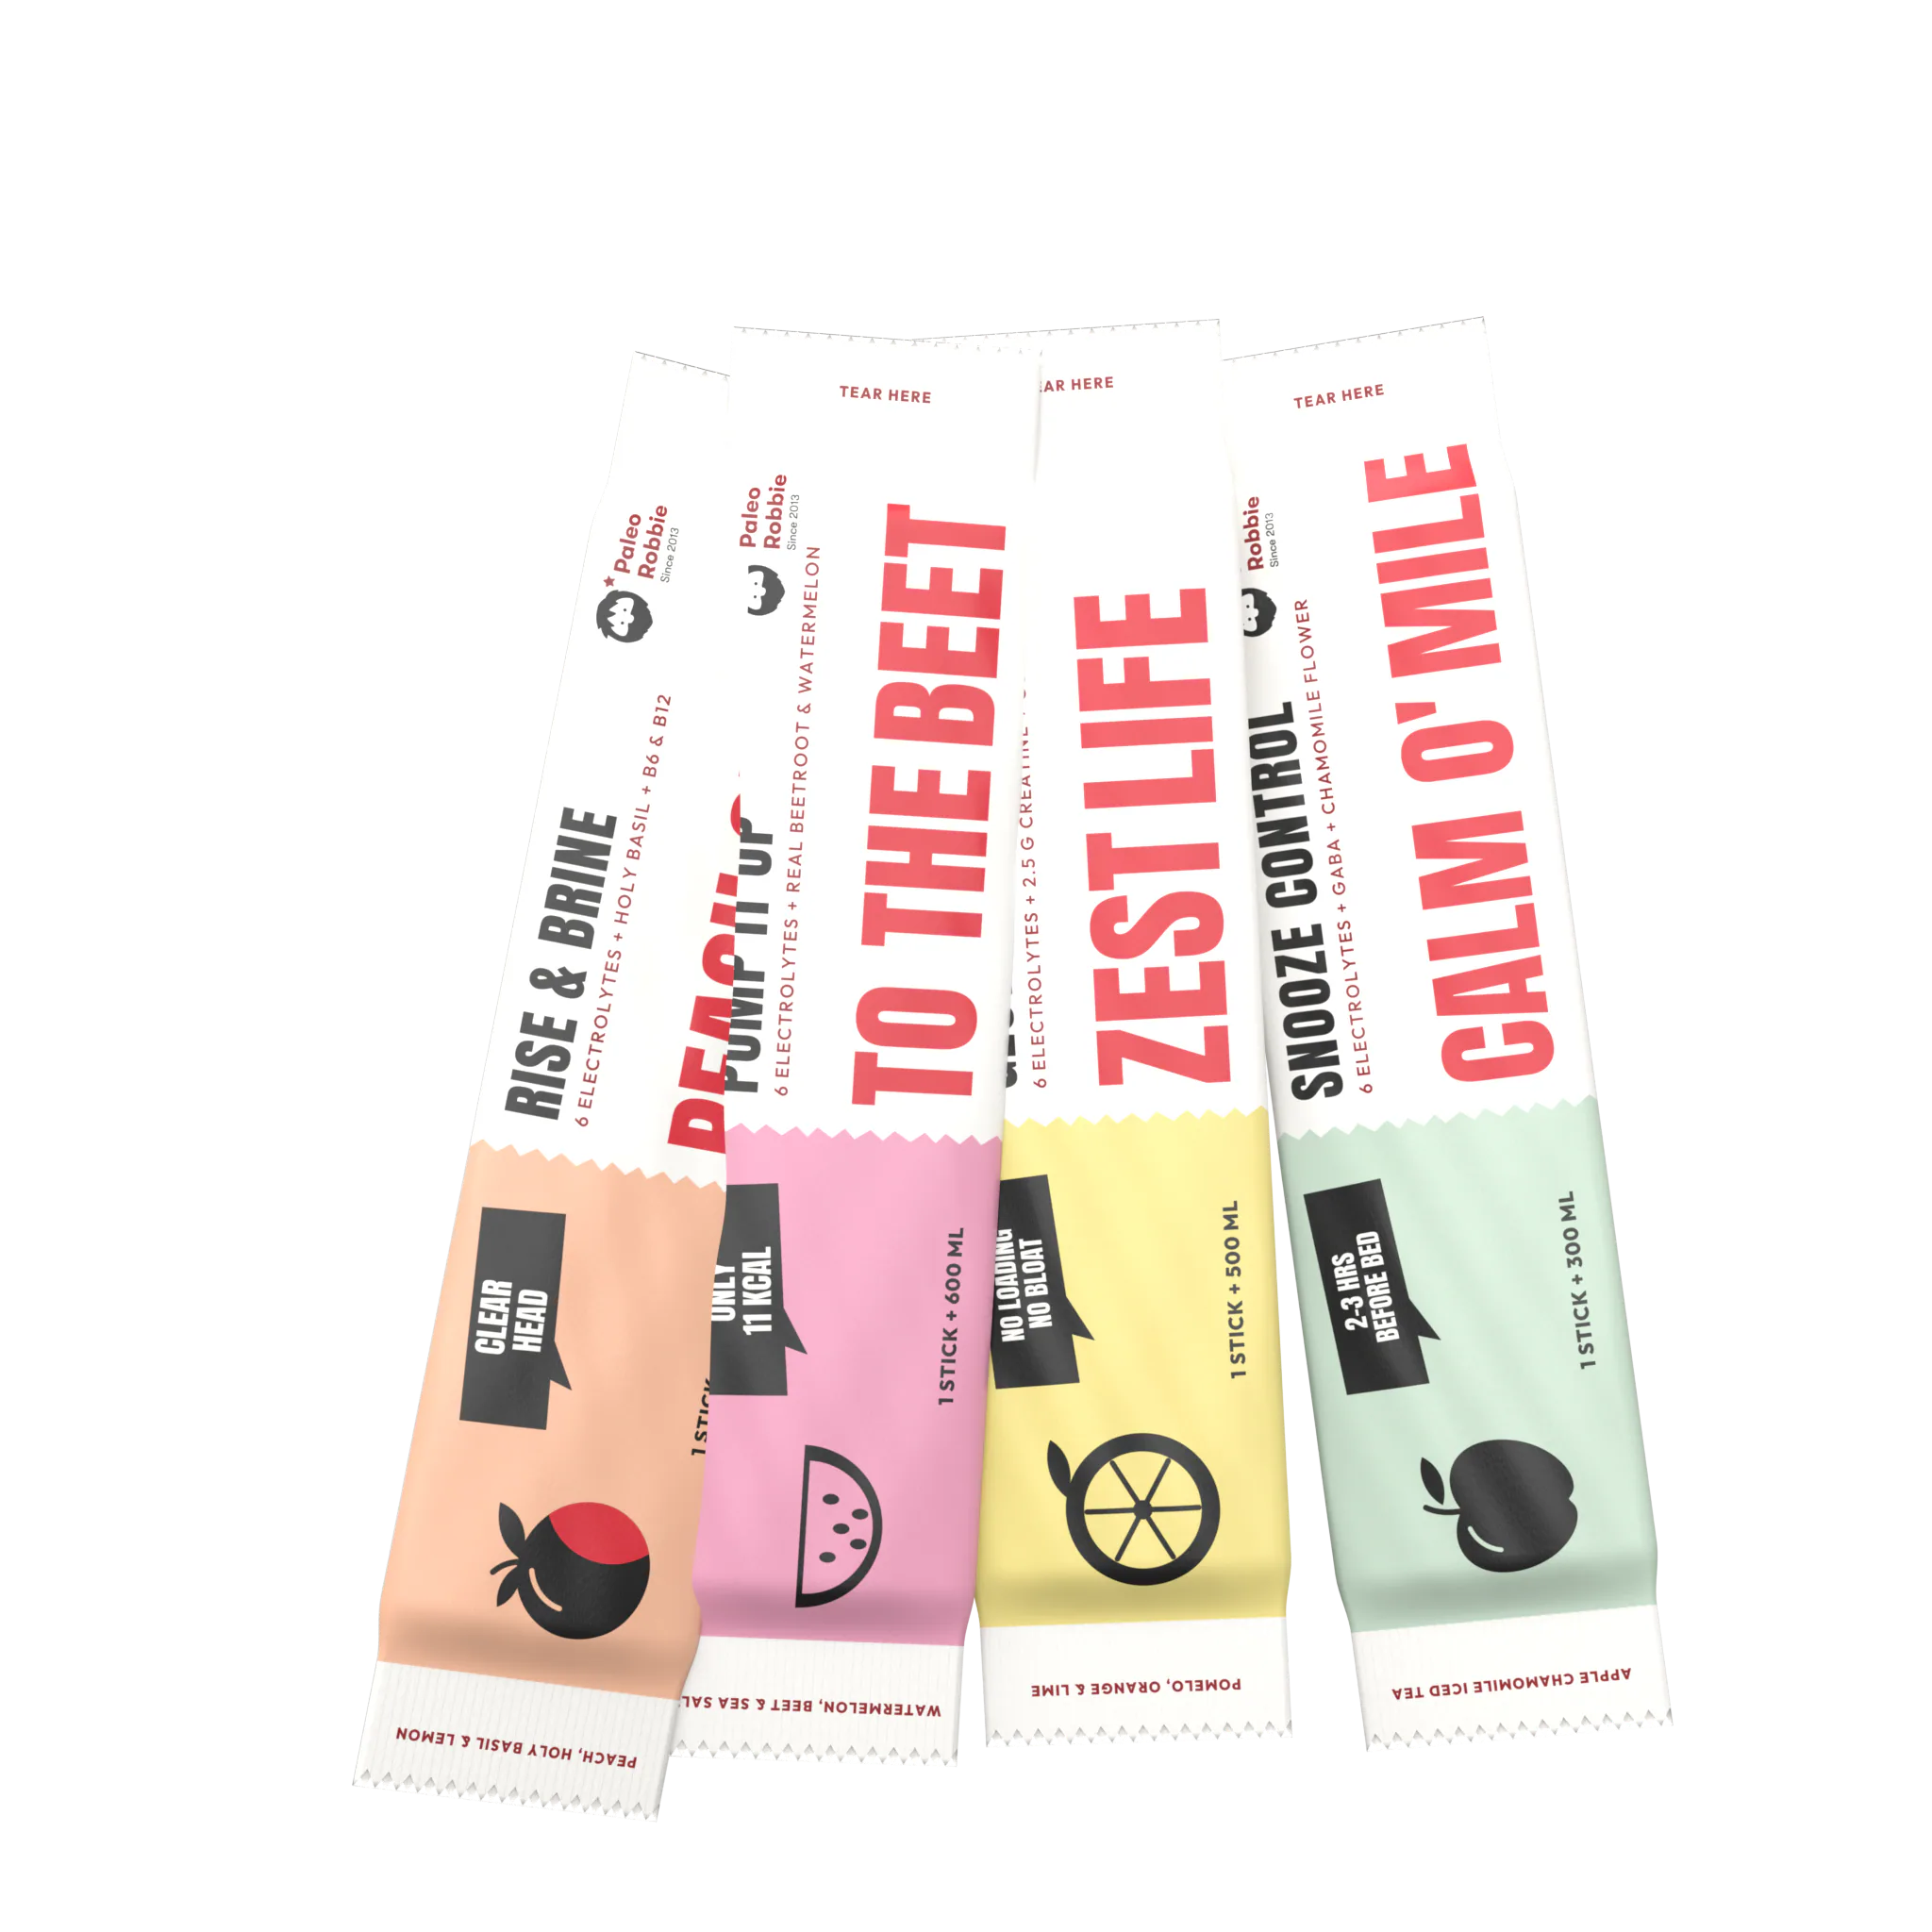 Paleo
Robbie
Since 2013
RISE & BRINE
6 ELECTROLYTES + HOLY BASIL + B6 & B12
CLEAR
HEAD
1 STICK
PEACH, HOLY BASIL & LEMON
TEAR HERE
Paleo
Robbie
Since 2013
PUMP IT UP
6 ELECTROLYTES + REAL BEETROOT & WATERMELON
TO THE BEET
ONLY
11 KCAL
1 STICK + 600 ML
WATERMELON, BEET & SEA
HERE
6 ELECTROLYTES + 2.5 G CREATINE
ZEST LIFE
NO LOADING
NO BLOAT
1 STICK + 500 ML
POMELO, ORANGE & LIME
TEAR HERE
Robbie
Since 2013
SNOOZE CONTROL
6 ELECTROLYTES + GABA + CHAMOMILE FLOWER
CALM O' MILE
2-3 HRS
BEFORE BED
1 STICK + 300 ML
APPLE CHAMOMILE ICED TEA